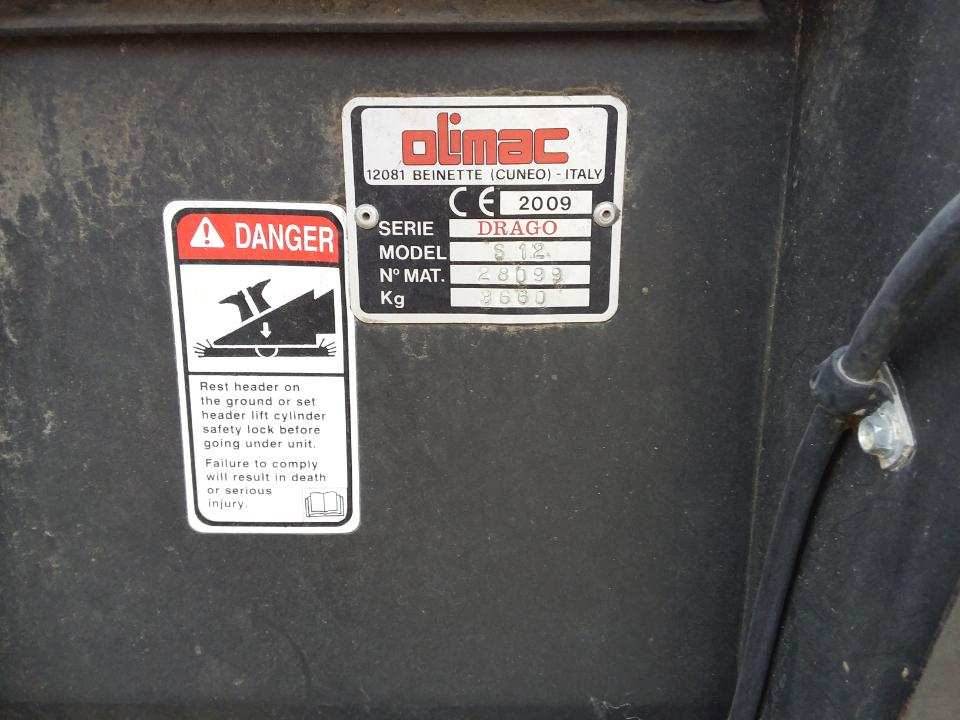 olimac
12081 BEINETTE (CUNEO) - ITALY
CE 2009
SERIE DRAGO
MODEL S 12
Nº MAT. 28099
Kg 3660
DANGER
Rest header on
the ground or set
header lift cylinder
safety lock before
going under unit.
Failure to comply
will result in death
or serious
injury.